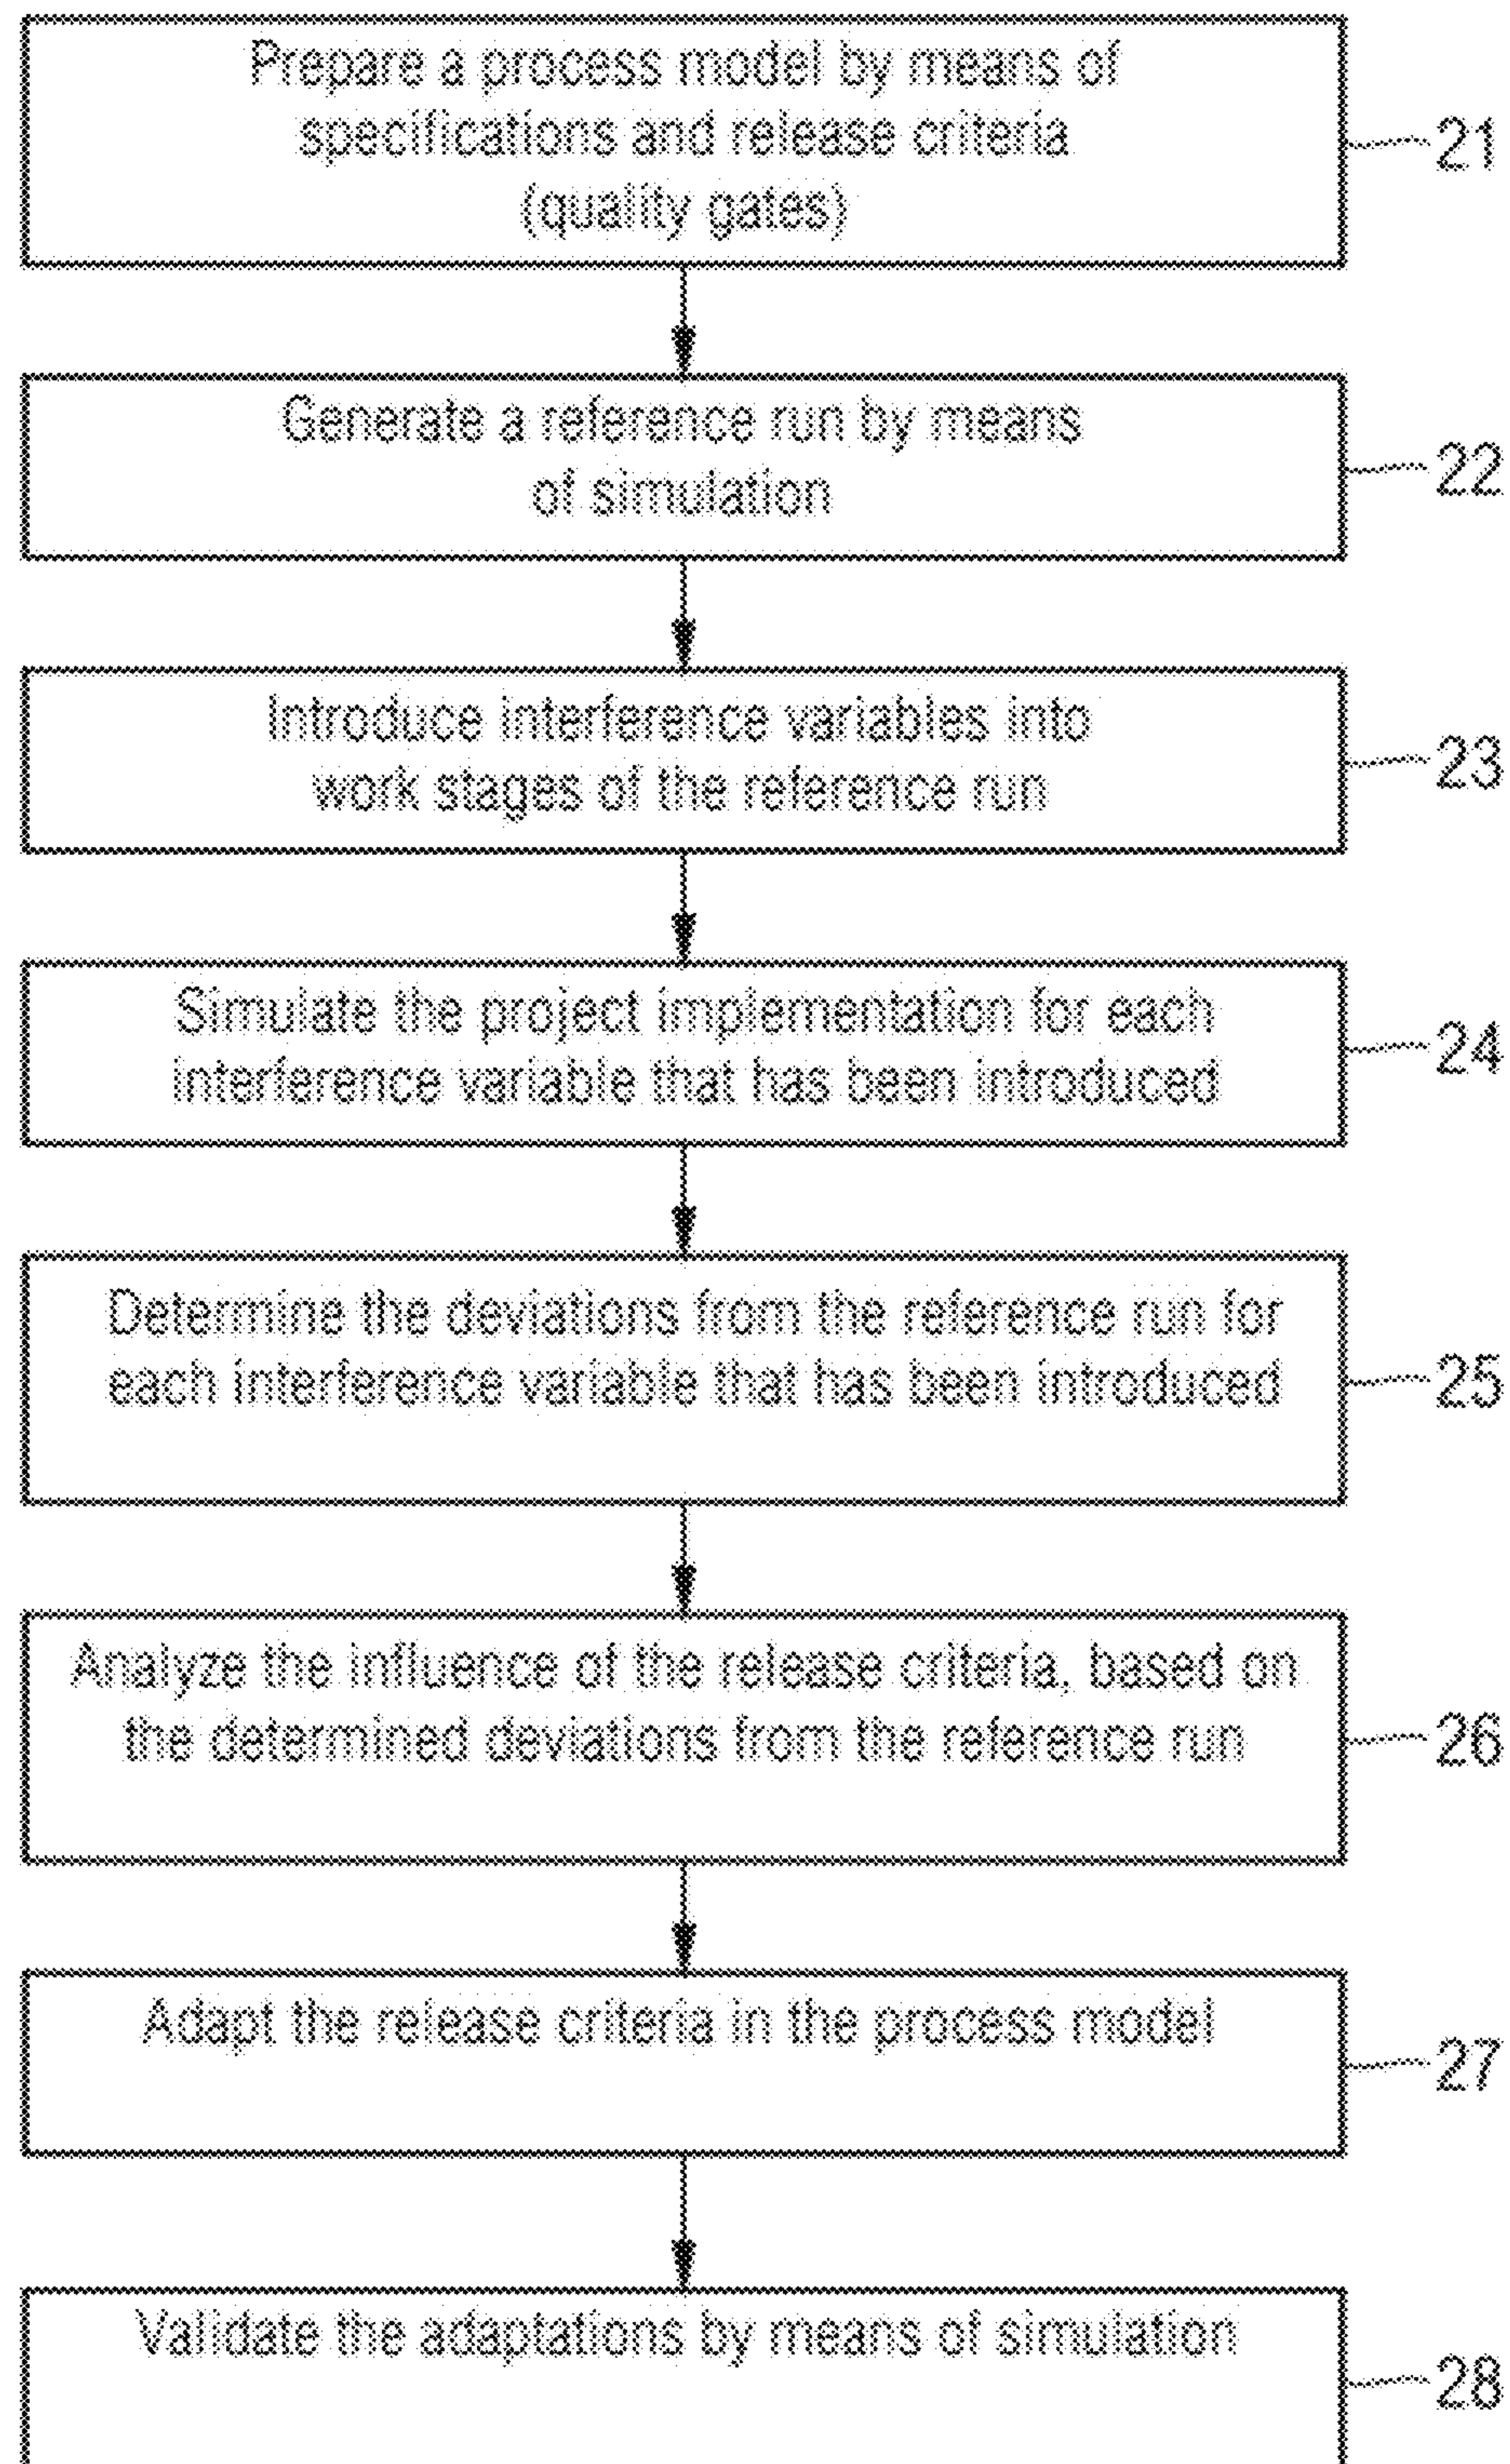 Prepare a process model by means of
specifications and release criteria
(quality gates)
21
Generate a reference run by means
of simulation
22
Introduce interference variables into
work stages of the reference run
23
Simulate the project implementation for each
interference variable that has been introduced
24
Determine the deviations from the reference run for
each interference variable that has been introduced
25
Analyze the influence of the release criteria, based on
the determined deviations from the reference run
26
Adapt the release criteria in the process model
27
Validate the adaptations by means of simulation
28